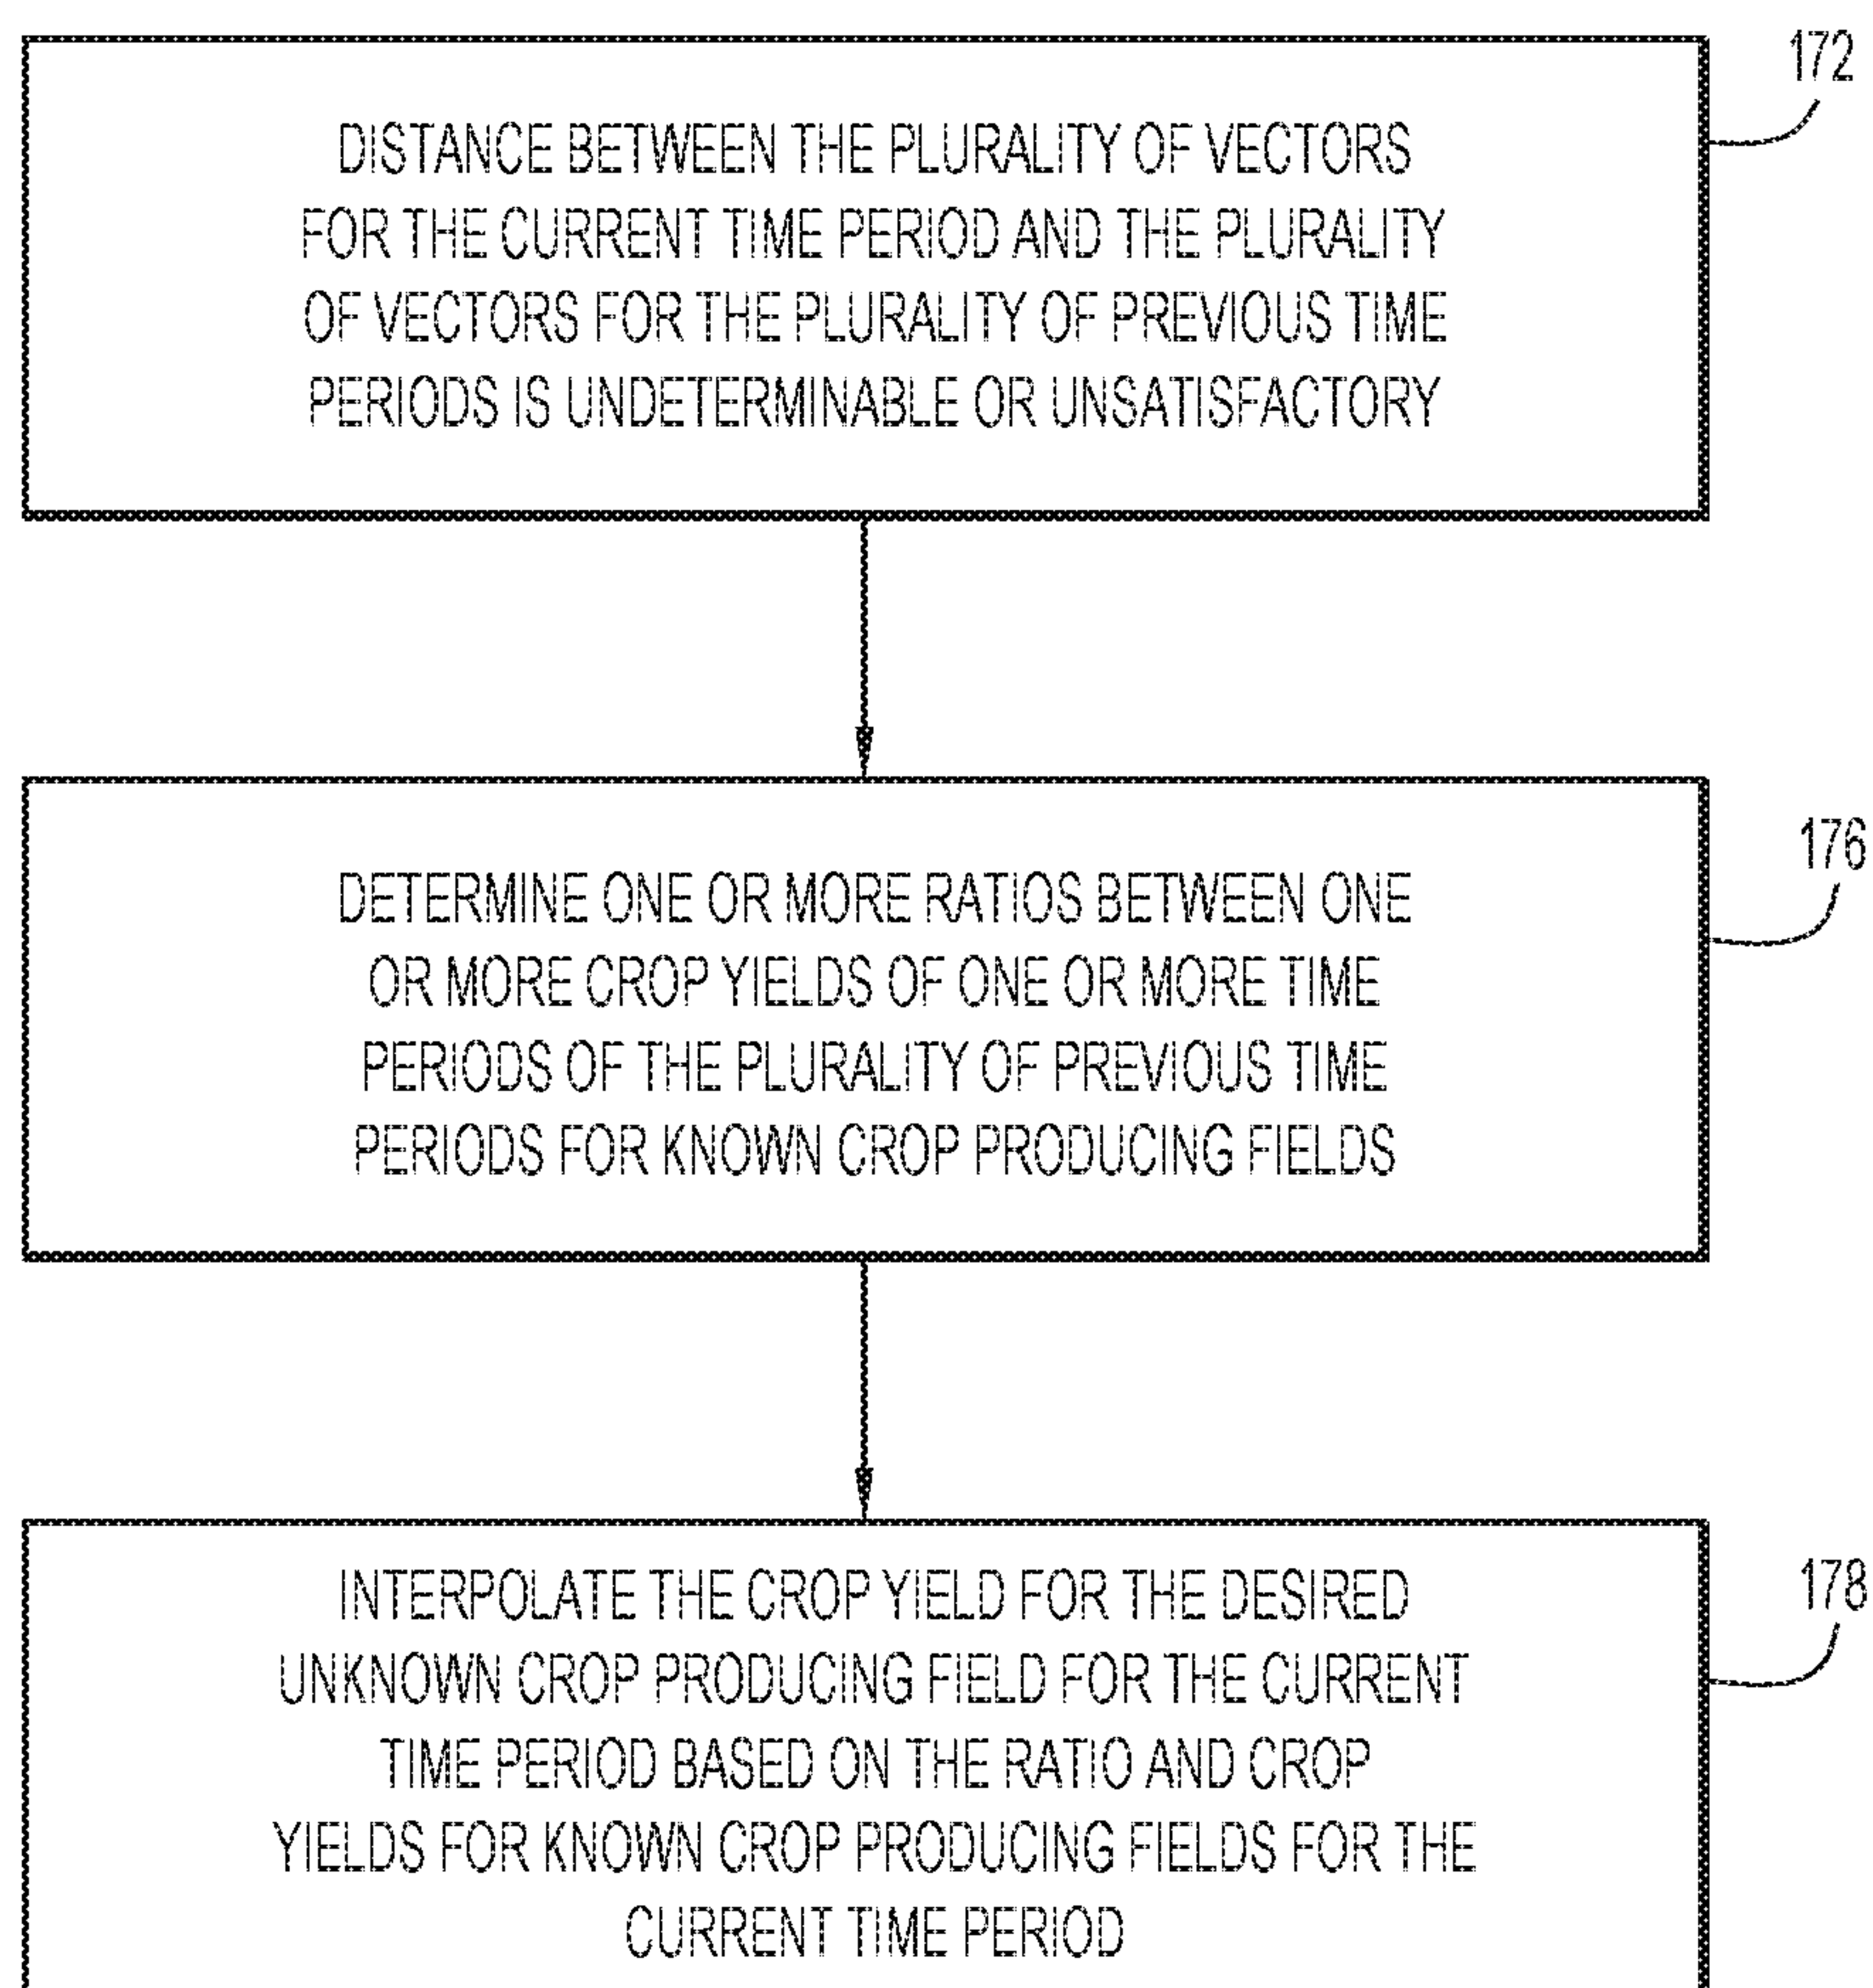 172
DISTANCE BETWEEN THE PLURALITY OF VECTORS
FOR THE CURRENT TIME PERIOD AND THE PLURALITY
OF VECTORS FOR THE PLURALITY OF PREVIOUS TIME
PERIODS IS UNDETERMINABLE OR UNSATISFACTORY
176
DETERMINE ONE OR MORE RATIOS BETWEEN ONE
OR MORE CROP YIELDS OF ONE OR MORE TIME
PERIODS OF THE PLURALITY OF PREVIOUS TIME
PERIODS FOR KNOWN CROP PRODUCING FIELDS
178
INTERPOLATE THE CROP YIELD FOR THE DESIRED
UNKNOWN CROP PRODUCING FIELD FOR THE CURRENT
TIME PERIOD BASED ON THE RATIO AND CROP
YIELDS FOR KNOWN CROP PRODUCING FIELDS FOR THE
CURRENT TIME PERIOD